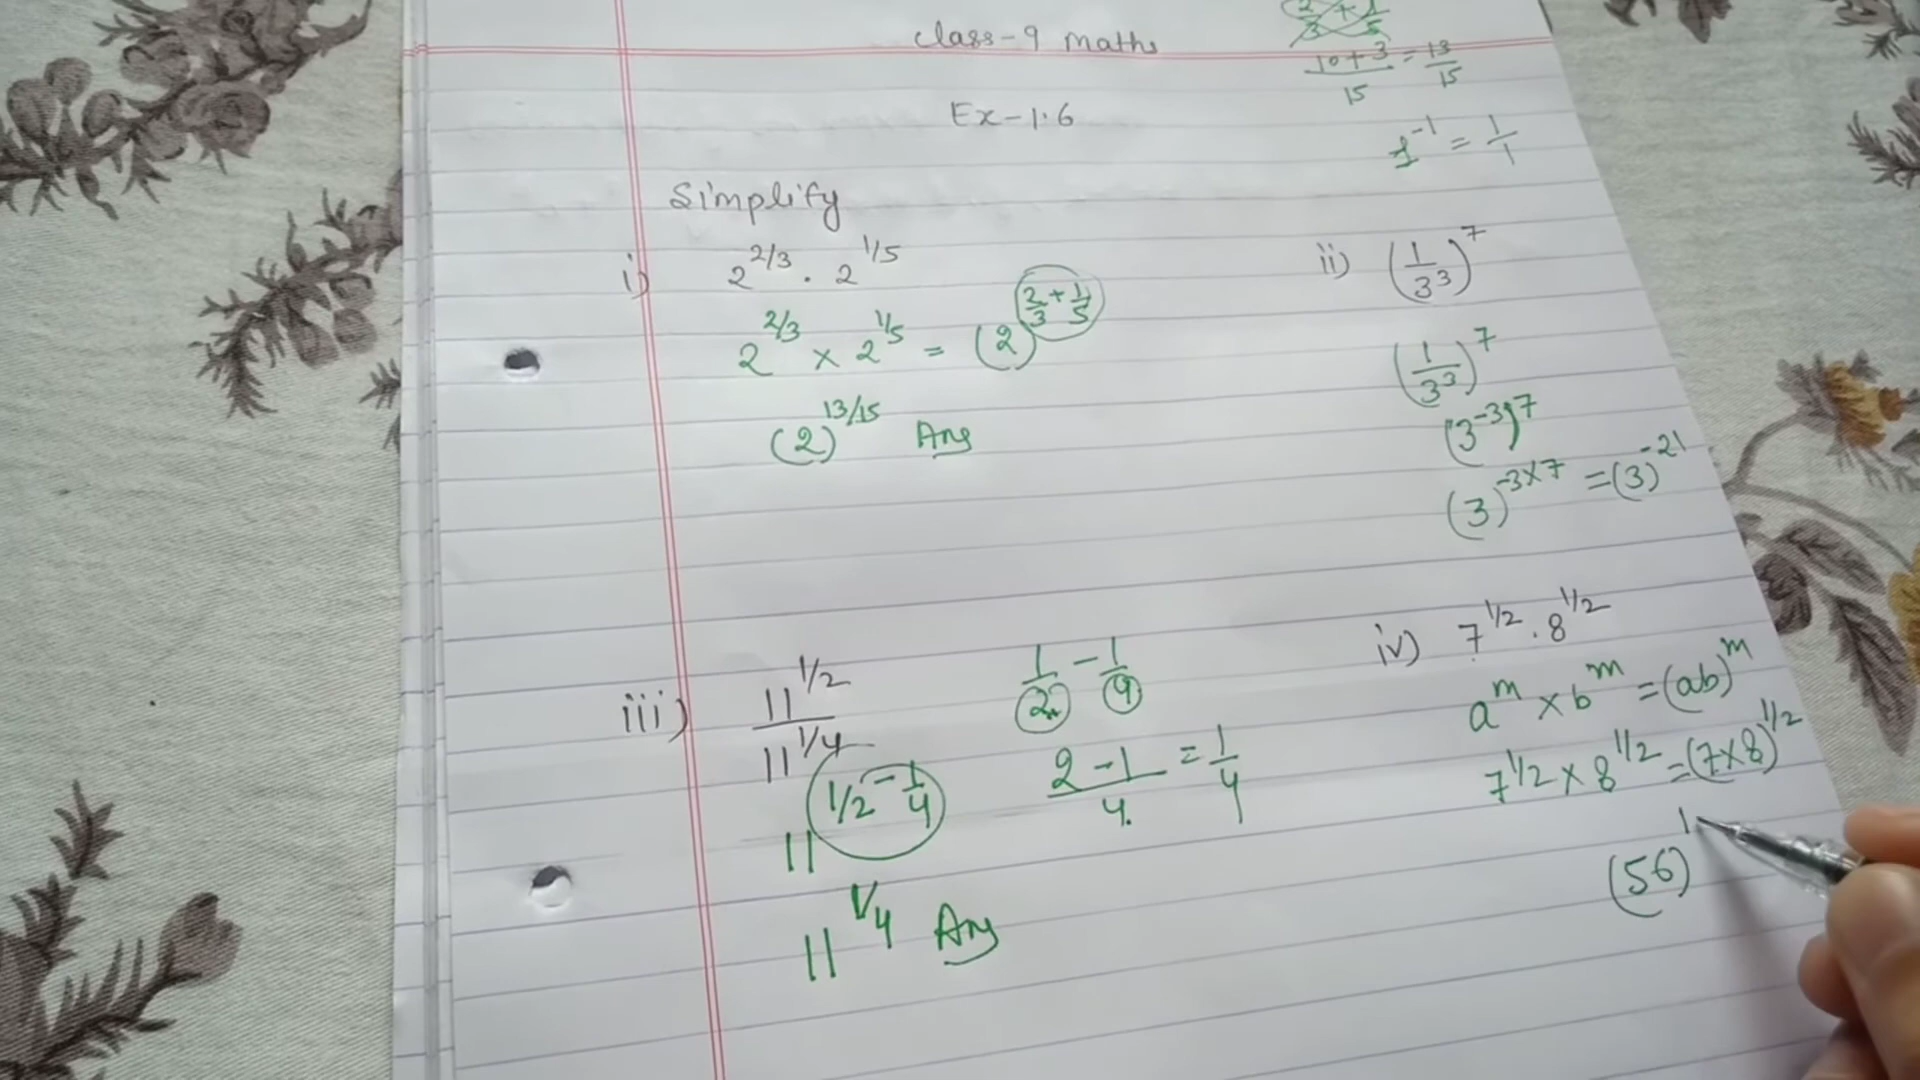 class-9 maths
2/3 + 1/5
10+3/15 = 13/15
Ex-1.6
1^-1 = 1/1
Simplify
i) 2^2/3 . 2^1/5
2^2/3 × 2^1/5 = (2)^2/3 + 1/5
(2)^13/15 Ans
ii) (1/3^3)^7
(1/3^3)^7
(3^-3)^7
(3)^-3×7 = (3)^-21
iii) 11^1/2 / 11^1/4
11^1/2 - 1/4
11^1/4 Ans
1/2 - 1/4
2-1/4. = 1/4
iv) 7^1/2 . 8^1/2
a^m × b^m = (ab)^m
7^1/2 × 8^1/2 = (7×8)^1/2
(56)^1